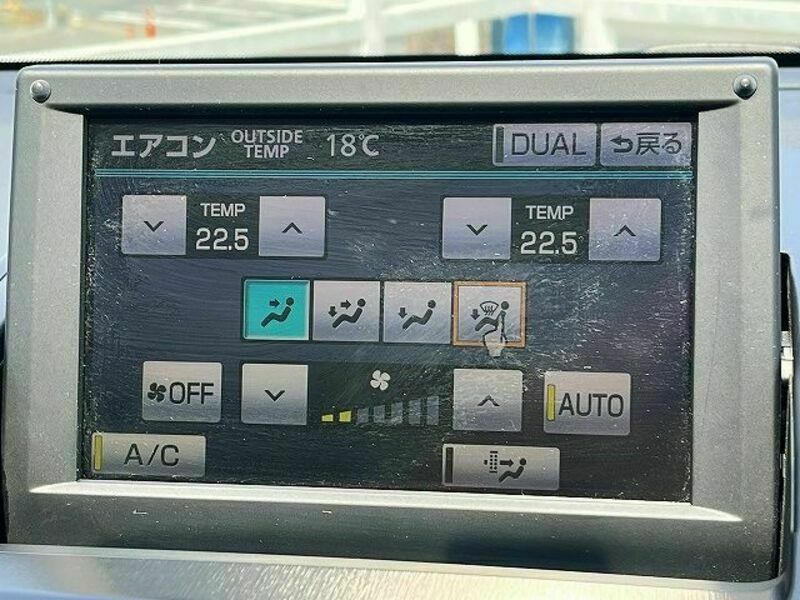 エアコン OUTSIDE TEMP 18℃ DUAL 戻る
TEMP 22.5 TEMP 22.5
OFF AUTO
A/C